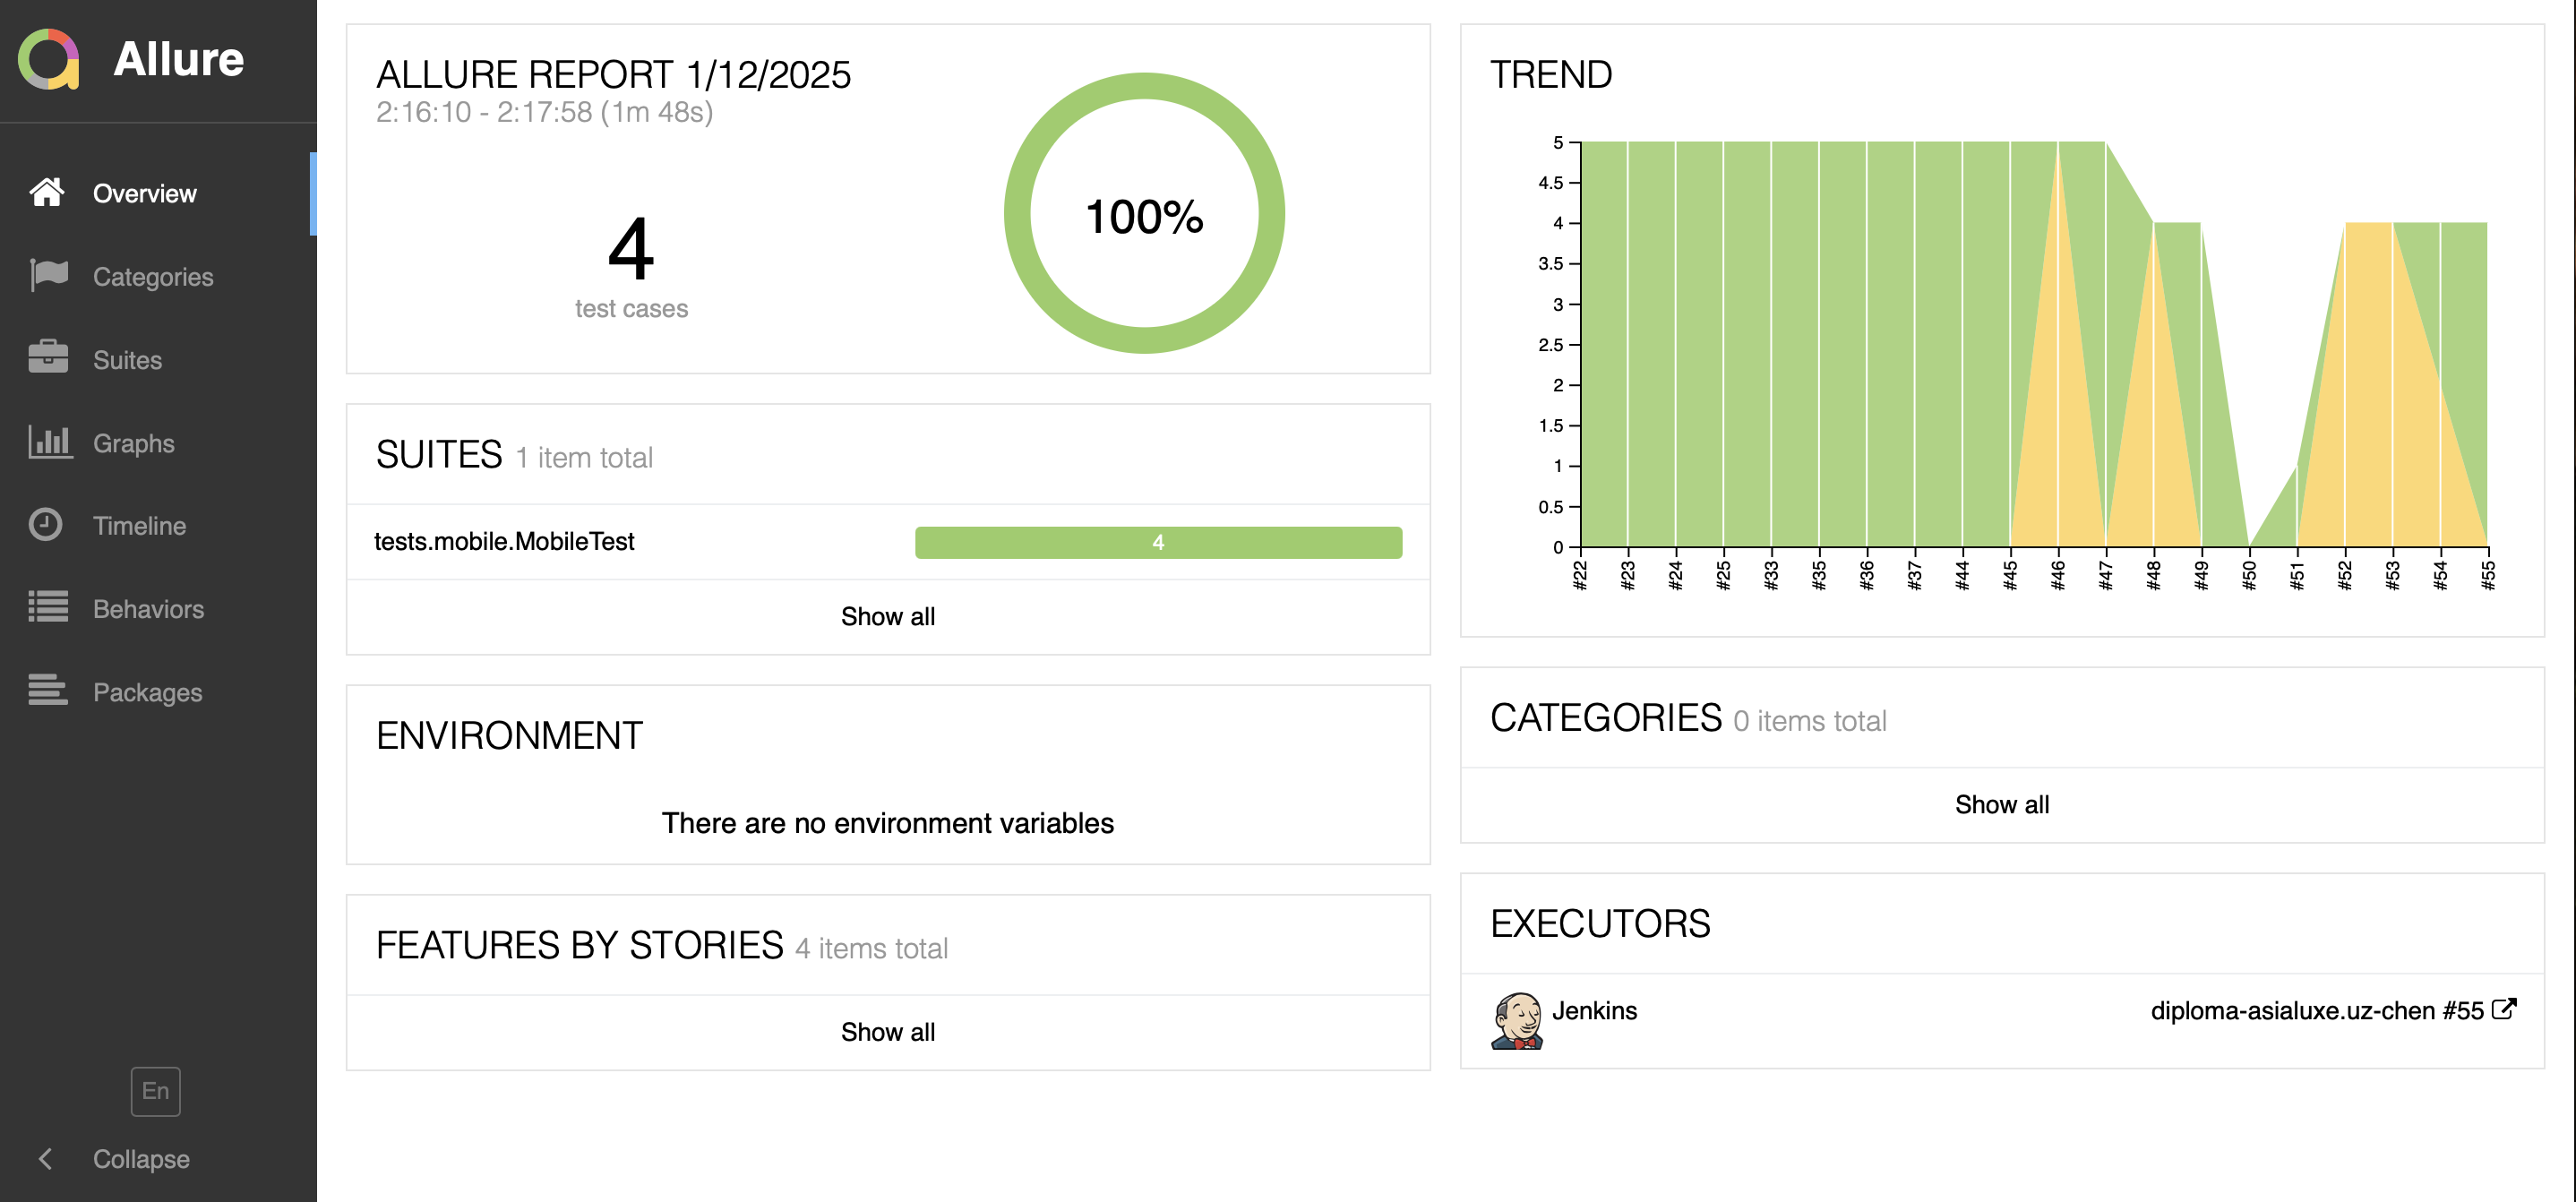 Allure
Overview
Categories
Suites
Graphs
Timeline
Behaviors
Packages
En
Collapse
ALLURE REPORT 1/12/2025
2:16:10 - 2:17:58 (1m 48s)
4
test cases
100%
SUITES 1 item total
tests.mobile.MobileTest 4
Show all
ENVIRONMENT
There are no environment variables
FEATURES BY STORIES 4 items total
Show all
TREND
5
4.5
4
3.5
3
2.5
2
1.5
1
0.5
0
#22 #23 #24 #25 #33 #35 #36 #37 #44 #45 #46 #47 #48 #49 #50 #51 #52 #53 #54 #55
CATEGORIES 0 items total
Show all
EXECUTORS
Jenkins diploma-asialuxe.uz-chen #55